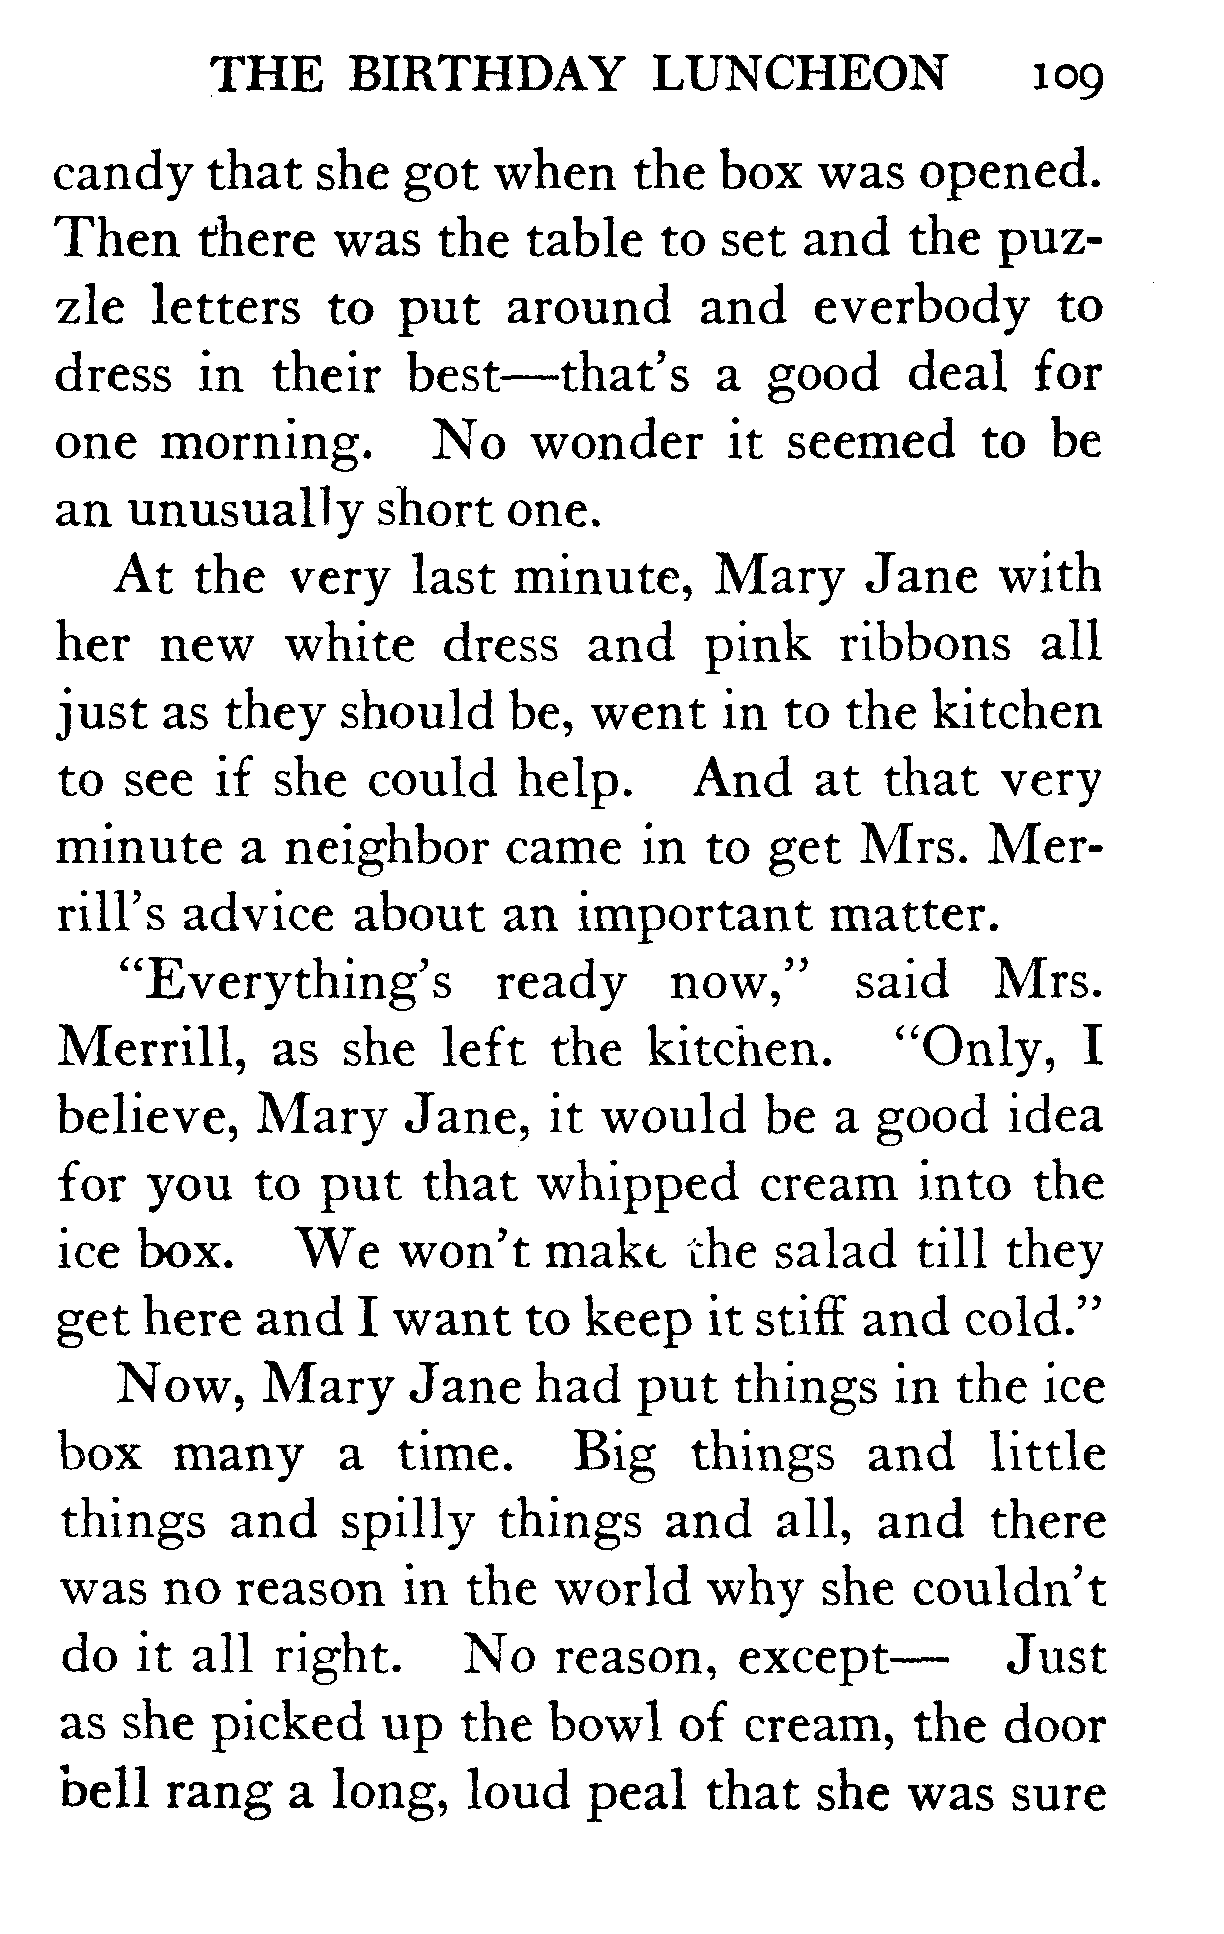 THE BIRTHDAY LUNCHEON 109
candy that she got when the box was opened.
Then there was the table to set and the puz-
zle letters to put around and everbody to
dress in their best—that's a good deal for
one morning. No wonder it seemed to be
an unusually short one.
At the very last minute, Mary Jane with
her new white dress and pink ribbons all
just as they should be, went in to the kitchen
to see if she could help. And at that very
minute a neighbor came in to get Mrs. Mer-
rill's advice about an important matter.
“Everything's ready now,” said Mrs.
Merrill, as she left the kitchen. “Only, I
believe, Mary Jane, it would be a good idea
for you to put that whipped cream into the
ice box. We won't make the salad till they
get here and I want to keep it stiff and cold.”
Now, Mary Jane had put things in the ice
box many a time. Big things and little
things and spilly things and all, and there
was no reason in the world why she couldn't
do it all right. No reason, except— Just
as she picked up the bowl of cream, the door
bell rang a long, loud peal that she was sure